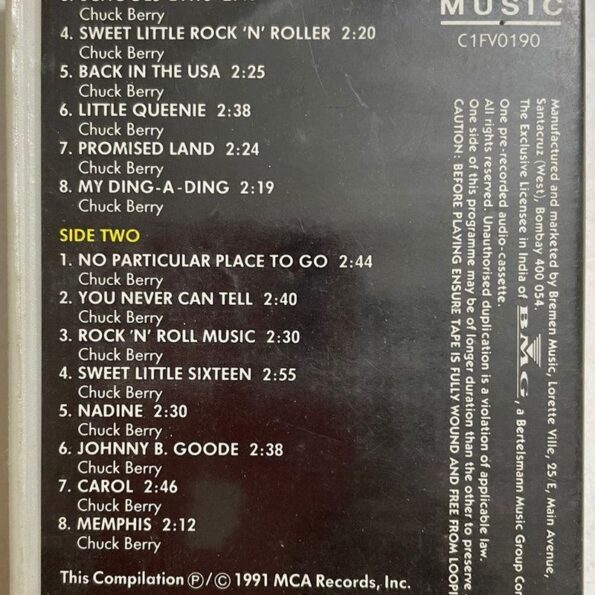 Chuck Berry
4. SWEET LITTLE ROCK 'N' ROLLER 2:20
Chuck Berry
5. BACK IN THE USA 2:25
Chuck Berry
6. LITTLE QUEENIE 2:38
Chuck Berry
7. PROMISED LAND 2:24
Chuck Berry
8. MY DING-A-DING 2:19
Chuck Berry
SIDE TWO
1. NO PARTICULAR PLACE TO GO 2:44
Chuck Berry
2. YOU NEVER CAN TELL 2:40
Chuck Berry
3. ROCK 'N' ROLL MUSIC 2:30
Chuck Berry
4. SWEET LITTLE SIXTEEN 2:55
Chuck Berry
5. NADINE 2:30
Chuck Berry
6. JOHNNY B. GOODE 2:38
Chuck Berry
7. CAROL 2:46
Chuck Berry
8. MEMPHIS 2:12
Chuck Berry
This Compilation Ⓟ/© 1991 MCA Records, Inc.
MUSIC
C1FV0190
Manufactured and marketed by Bremen Music, Lorette Ville, 25 E, Main Avenue,
Santacruz (West), Bombay 400 054.
The Exclusive Licensee in India of BMG, a Bertelsmann Music Group
One pre-recorded audio-cassette.
All rights reserved. Unauthorised duplication is a violation of applicable law.
One side of this programme may be of longer duration than the other to preserve
CAUTION: BEFORE PLAYING ENSURE TAPE IS FULLY WOUND AND FREE FROM